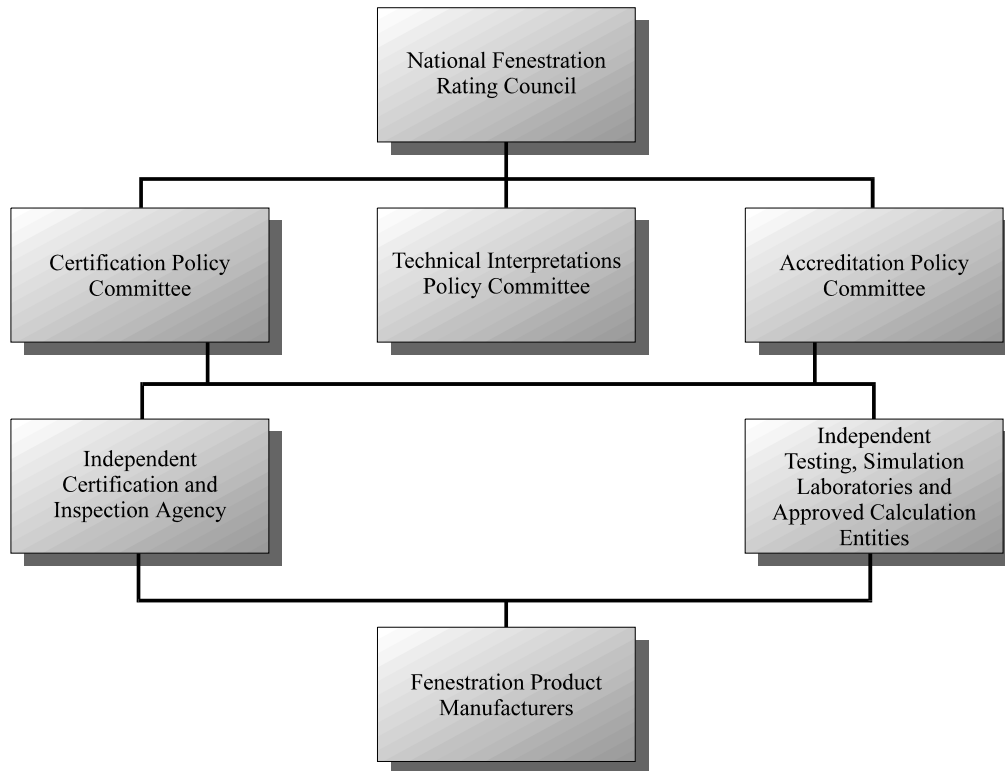 National Fenestration
Rating Council
Certification Policy
Committee
Technical Interpretations
Policy Committee
Accreditation Policy
Committee
Independent
Certification and
Inspection Agency
Independent
Testing, Simulation
Laboratories and
Approved Calculation
Entities
Fenestration Product
Manufacturers